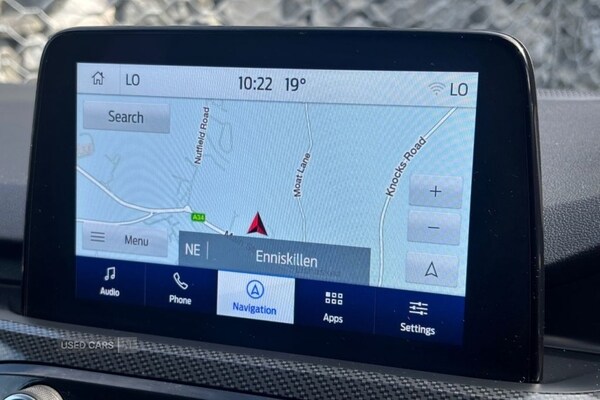 LO 10:22 19° LO
Search
Nutfield Road
Moat Lane
Knocks Road
A34
+
−
Menu
NE | Enniskillen
Audio Phone Navigation Apps Settings
USED CARS